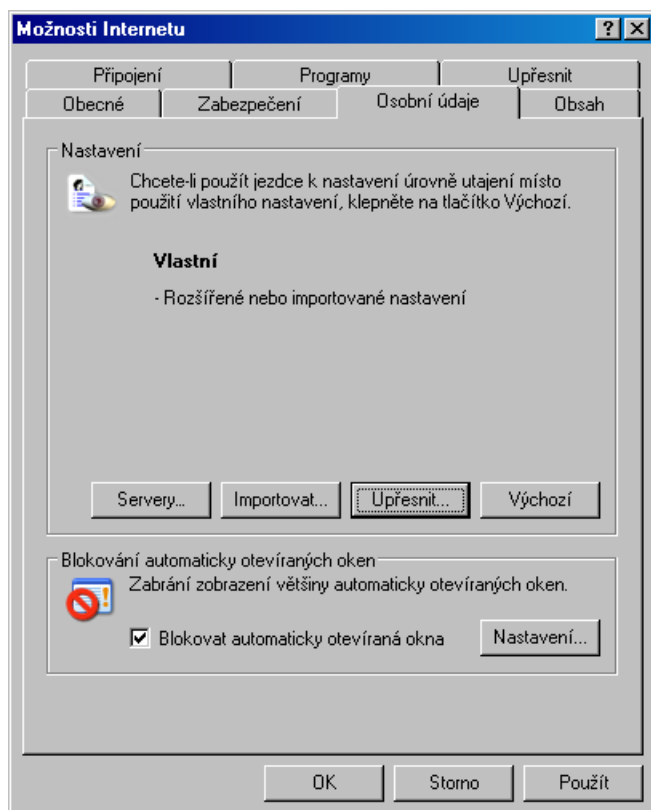 Možnosti Internetu
Připojení
Programy
Upřesnit
Obecné
Zabezpečení
Osobní údaje
Obsah
Nastavení
Chcete-li použít jezdce k nastavení úrovně utajení místo
použití vlastního nastavení, klepněte na tlačítko Výchozí.
Vlastní
- Rozšířené nebo importované nastavení
Servery...
Importovat...
Upřesnit...
Výchozí
Blokování automaticky otevíraných oken
Zabrání zobrazení většiny automaticky otevíraných oken.
Blokovat automaticky otevíraná okna
Nastavení...
OK
Storno
Použít